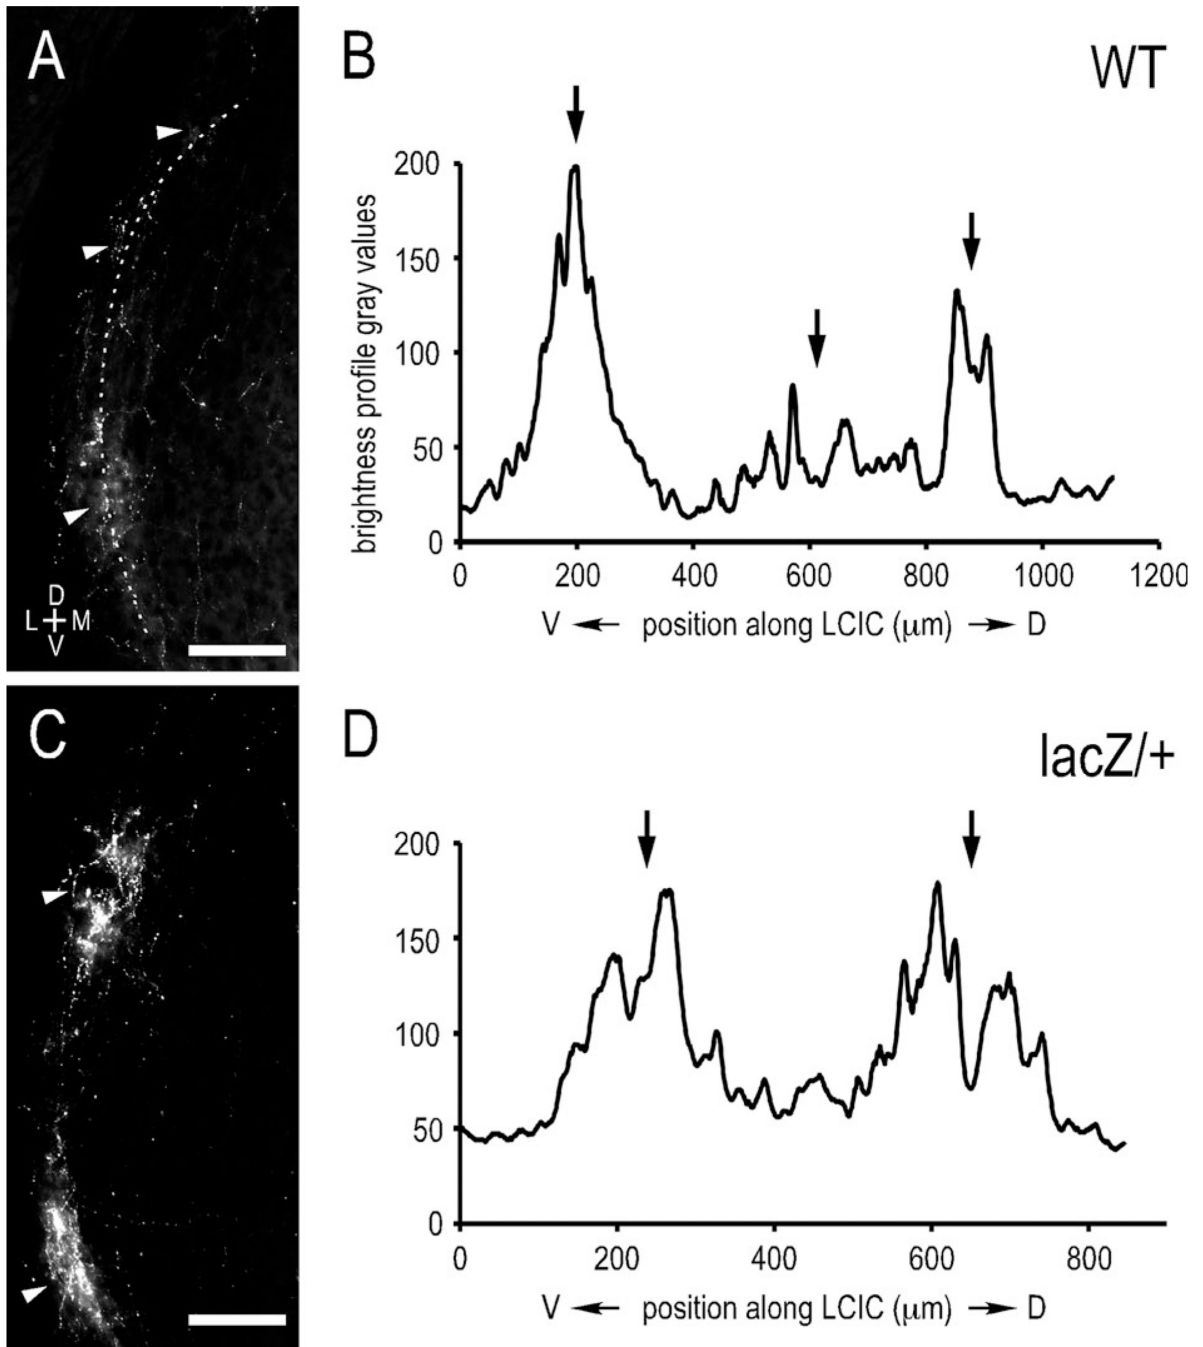 A
D
L M
V
B
WT
brightness profile gray values
200
150
100
50
0
0 200 400 600 800 1000 1200
V ← position along LCIC (µm) → D
C
D
lacZ/+
200
150
100
50
0
0 200 400 600 800
V ← position along LCIC (µm) → D